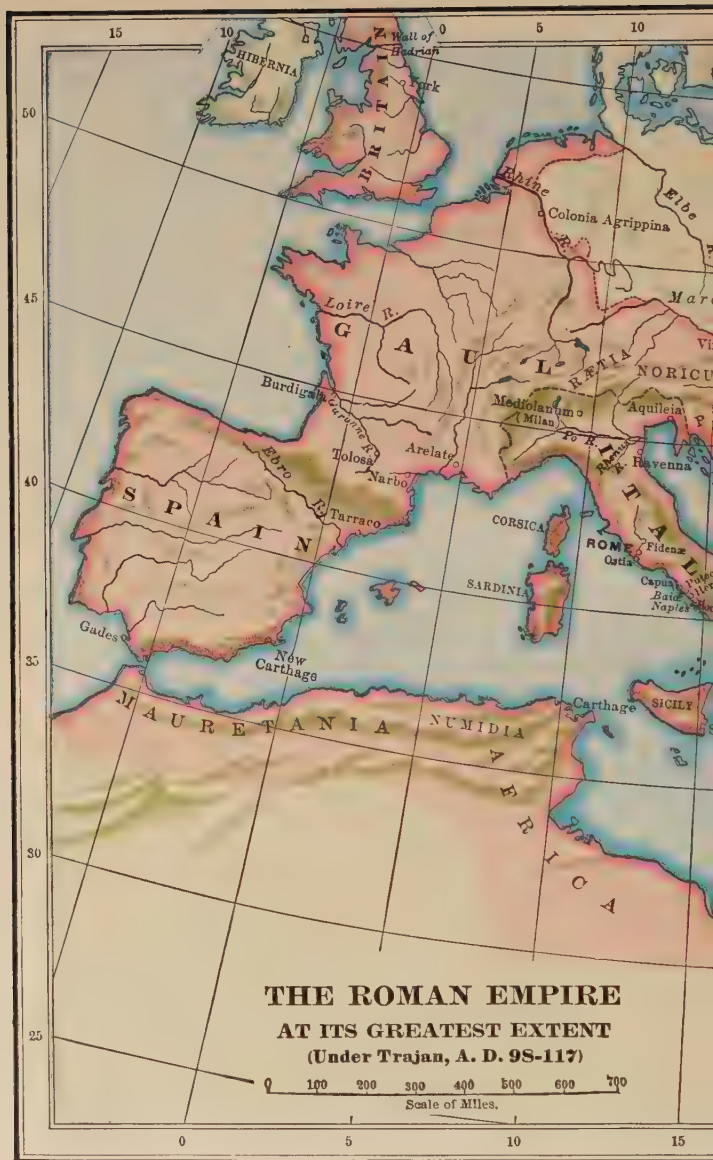 15 10 0 5 10
50
45
40
35
30
25
HIBERNIA
Wall of
Hadrian
York
BRITAIN
Rhine
R.
Elbe
R.
Colonia Agrippina
Loire R.
GAUL
RÆTIA
NORICU
Burdigala
Garonne R.
Mediolanum
(Milan)
Aquileia
P
Po R.
Rhenus
R.
Ravenna
Tolosa
Arelate
Narbo
Ebro
R.
Tarraco
SPAIN
ITAL
CORSICA
ROME
Fidenæ
Ostia
SARDINIA
Capua
Baiæ
Naples
Gades
New
Carthage
MAURETANIA
NUMIDIA
Carthage
SICILY
S
AFRICA
THE ROMAN EMPIRE
AT ITS GREATEST EXTENT
(Under Trajan, A. D. 98-117)
0 100 200 300 400 500 600 700
Scale of Miles.
0 5 10 15